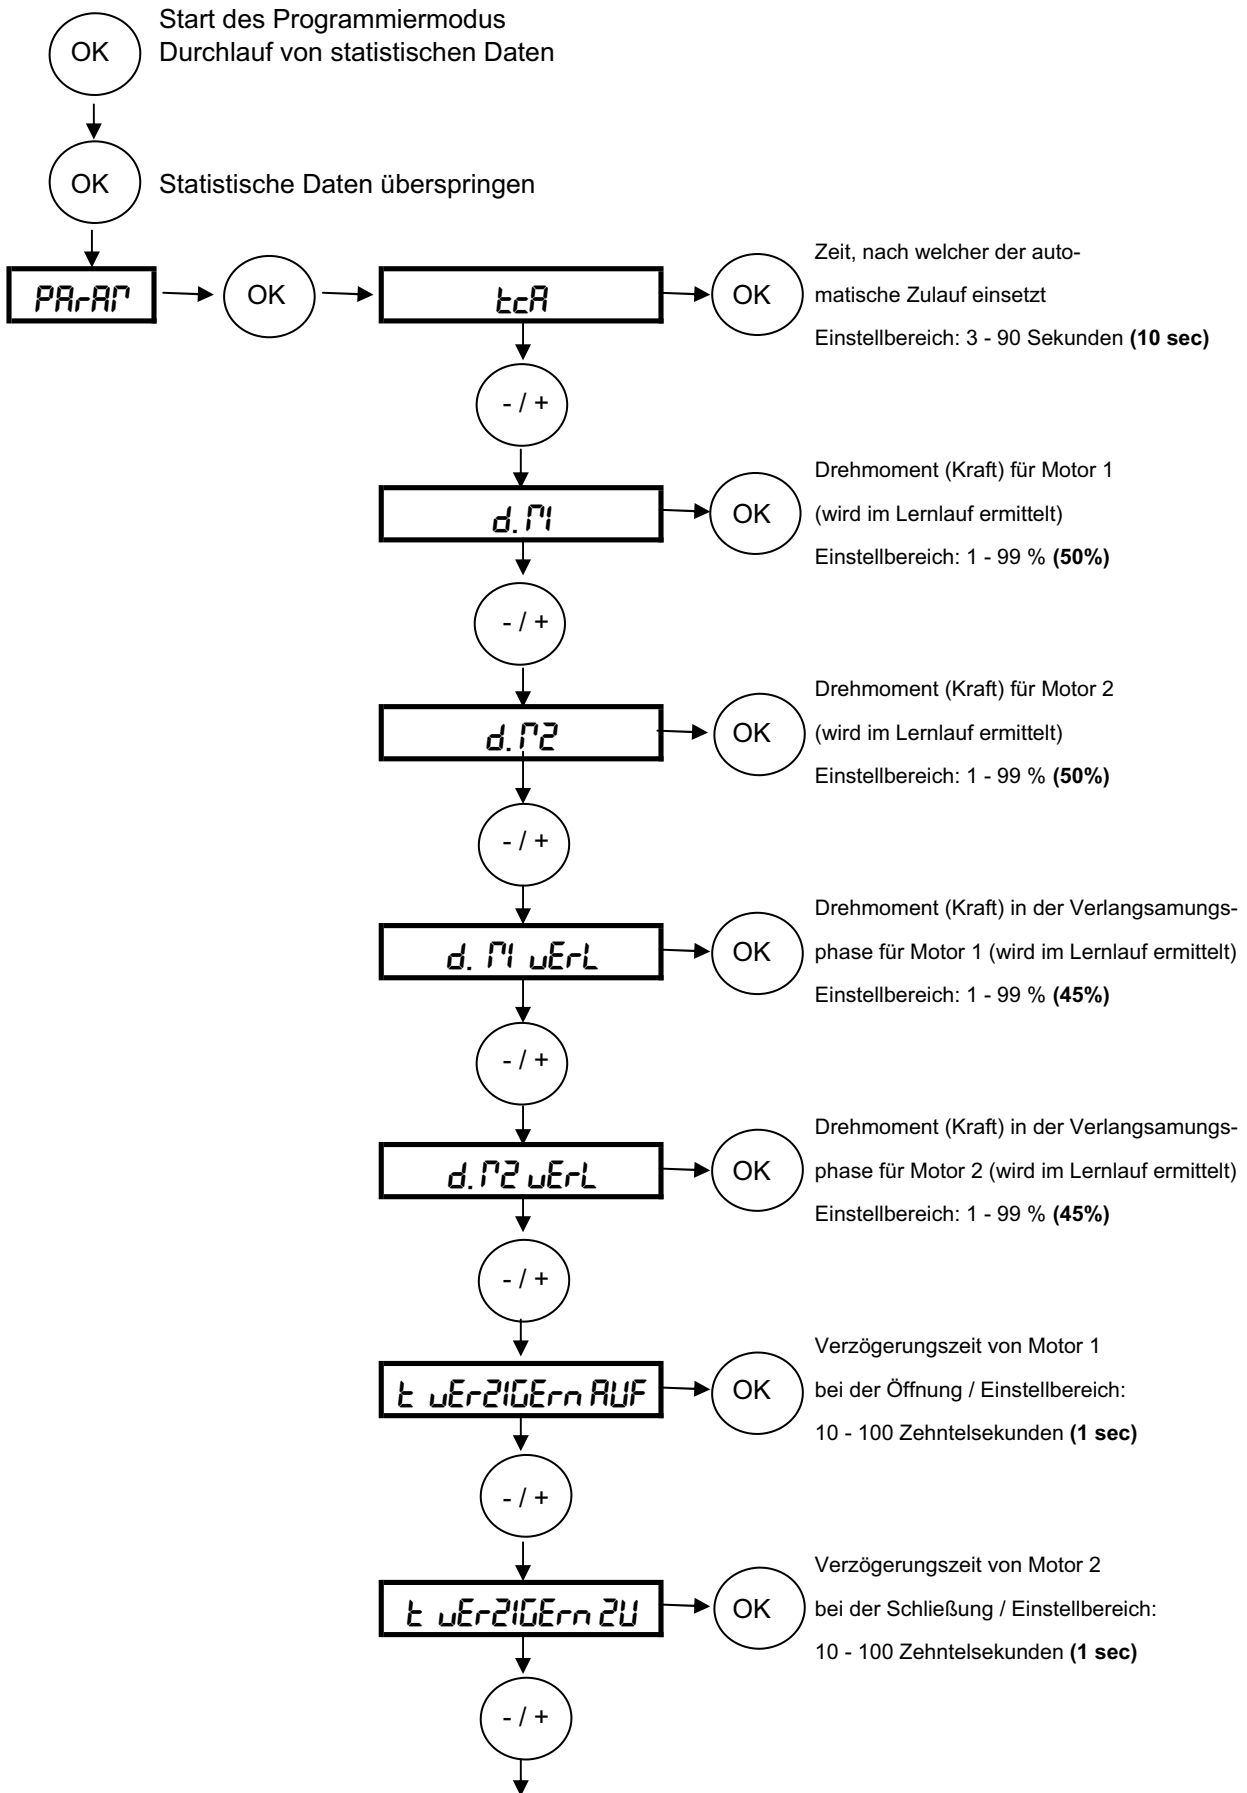 Start des Programmiermodus
OK
Durchlauf von statistischen Daten
OK
Statistische Daten überspringen
PArAM
OK
tcA
OK
Zeit, nach welcher der auto-
matische Zulauf einsetzt
Einstellbereich: 3 - 90 Sekunden (10 sec)
- / +
d.M1
OK
Drehmoment (Kraft) für Motor 1
(wird im Lernlauf ermittelt)
Einstellbereich: 1 - 99 % (50%)
- / +
d.M2
OK
Drehmoment (Kraft) für Motor 2
(wird im Lernlauf ermittelt)
Einstellbereich: 1 - 99 % (50%)
- / +
d. M1 vErL
OK
Drehmoment (Kraft) in der Verlangsamungs-
phase für Motor 1 (wird im Lernlauf ermittelt)
Einstellbereich: 1 - 99 % (45%)
- / +
d.M2 vErL
OK
Drehmoment (Kraft) in der Verlangsamungs-
phase für Motor 2 (wird im Lernlauf ermittelt)
Einstellbereich: 1 - 99 % (45%)
- / +
t vErZIGErn AUF
OK
Verzögerungszeit von Motor 1
bei der Öffnung / Einstellbereich:
10 - 100 Zehntelsekunden (1 sec)
- / +
t vErZIGErn ZU
OK
Verzögerungszeit von Motor 2
bei der Schließung / Einstellbereich:
10 - 100 Zehntelsekunden (1 sec)
- / +